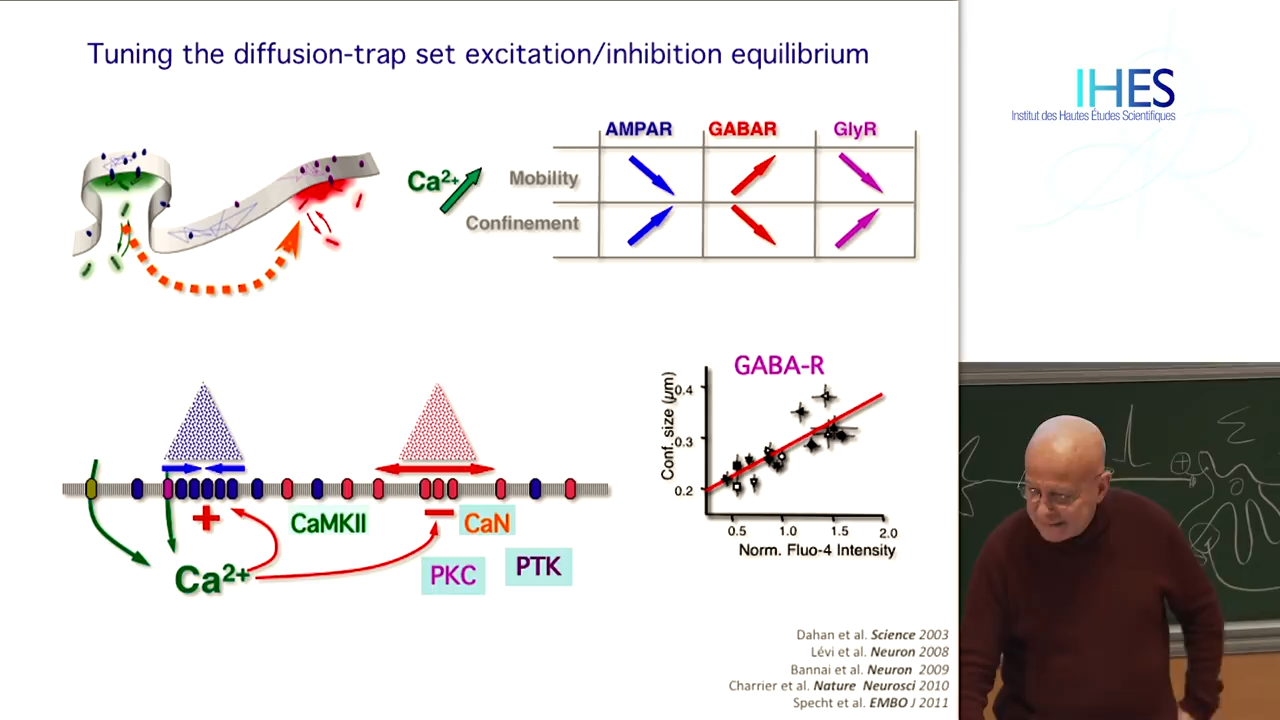 Tuning the diffusion-trap set excitation/inhibition equilibrium
IHES
Institut des Hautes Études Scientifiques
AMPAR GABAR GlyR
Ca2+
Mobility
Confinement
GABA-R
Conf. size (µm)
0.4
0.3
0.2
0.5 1.0 1.5 2.0
Norm. Fluo-4 Intensity
+
CaMKII
CaN
Ca2+
PKC
PTK
Dahan et al. Science 2003
Lévi et al. Neuron 2008
Bannai et al. Neuron 2009
Charrier et al. Nature Neurosci 2010
Specht et al. EMBO J 2011